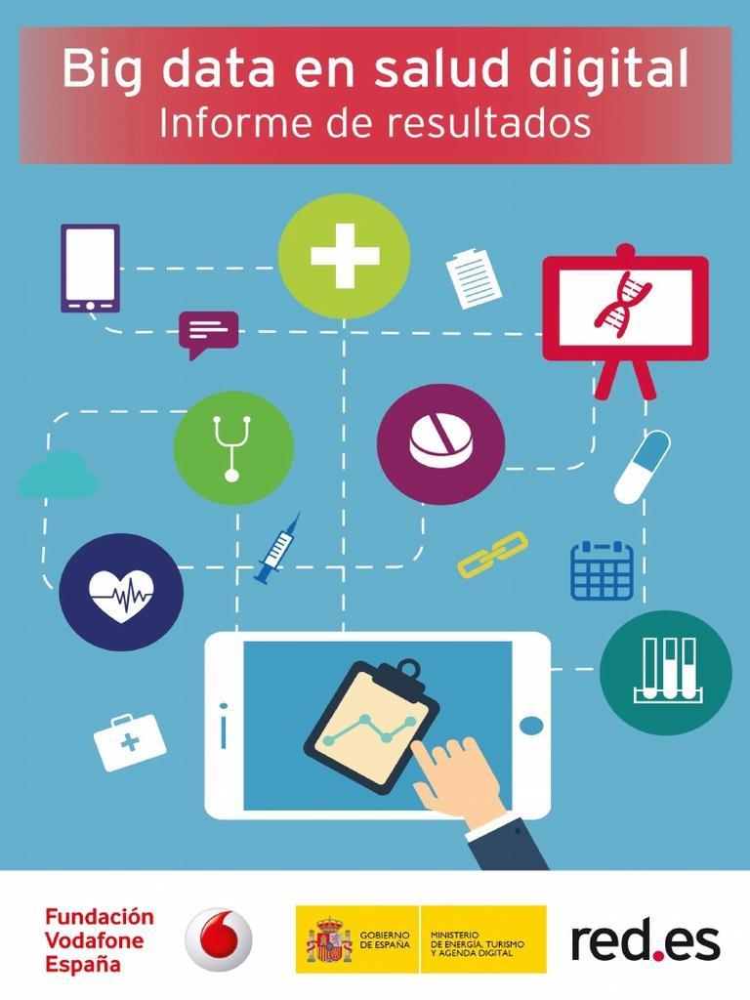 Big data en salud digital
Informe de resultados
Fundación
Vodafone
España
GOBIERNO
DE ESPAÑA
MINISTERIO
DE ENERGÍA, TURISMO
Y AGENDA DIGITAL
red.es